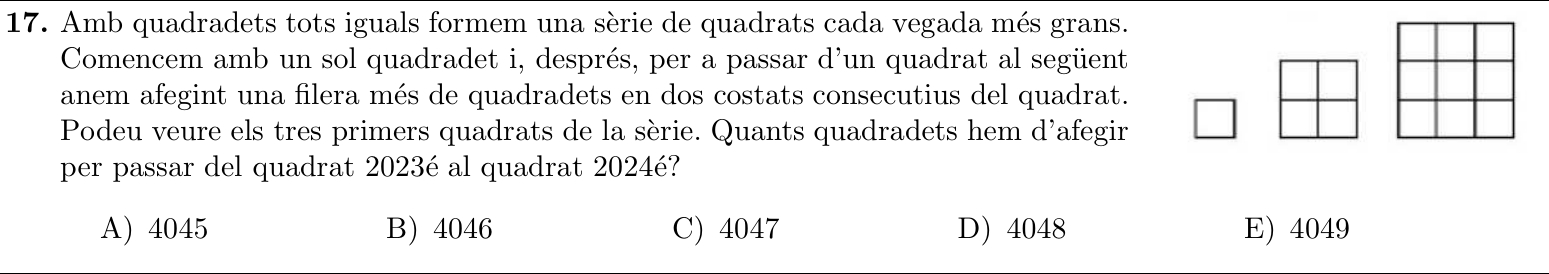 17. Amb quadradets tots iguals formem una sèrie de quadrats cada vegada més grans.
Comencem amb un sol quadradet i, després, per a passar d'un quadrat al següent
anem afegint una filera més de quadradets en dos costats consecutius del quadrat.
Podeu veure els tres primers quadrats de la sèrie. Quants quadradets hem d'afegir
per passar del quadrat 2023é al quadrat 2024é?
A) 4045 B) 4046 C) 4047 D) 4048 E) 4049